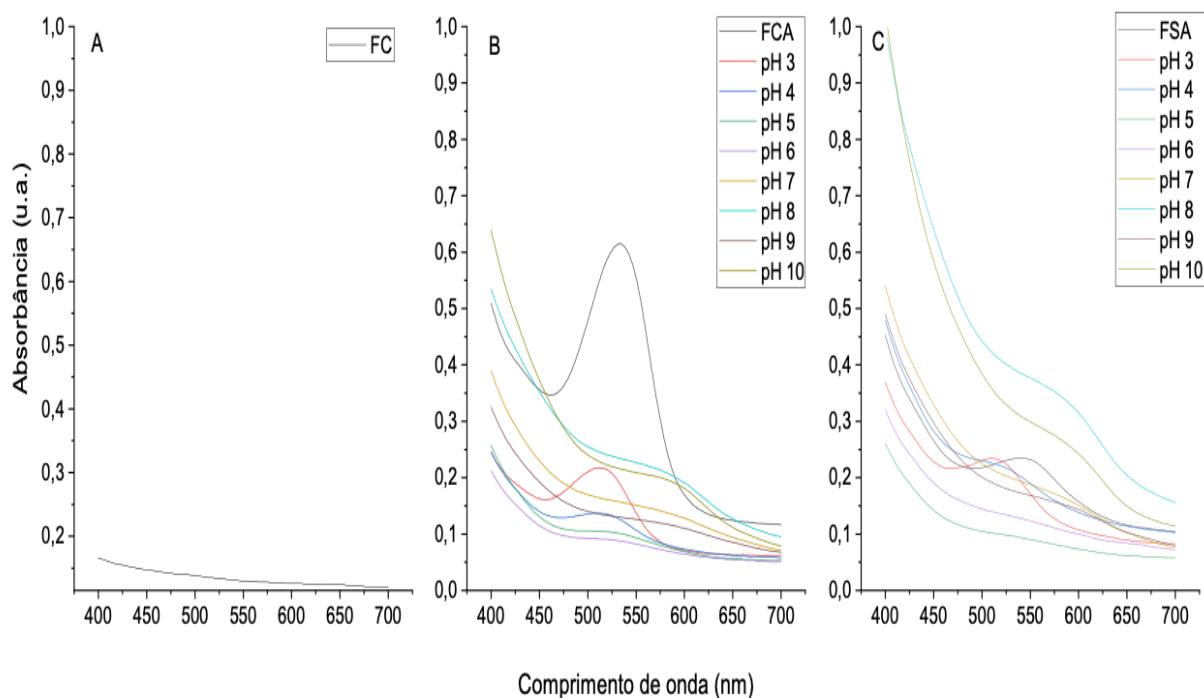 Absorbância (u.a.)
A
FC
1,0
0,9
0,8
0,7
0,6
0,5
0,4
0,3
0,2
400 450 500 550 600 650 700
B
FCA
pH 3
pH 4
pH 5
pH 6
pH 7
pH 8
pH 9
pH 10
1,0
0,9
0,8
0,7
0,6
0,5
0,4
0,3
0,2
0,1
0,0
0,0
400 450 500 550 600 650 700
C
FSA
pH 3
pH 4
pH 5
pH 6
pH 7
pH 8
pH 9
pH 10
1,0
0,9
0,8
0,7
0,6
0,5
0,4
0,3
0,2
0,1
0,0
400 450 500 550 600 650 700
Comprimento de onda (nm)